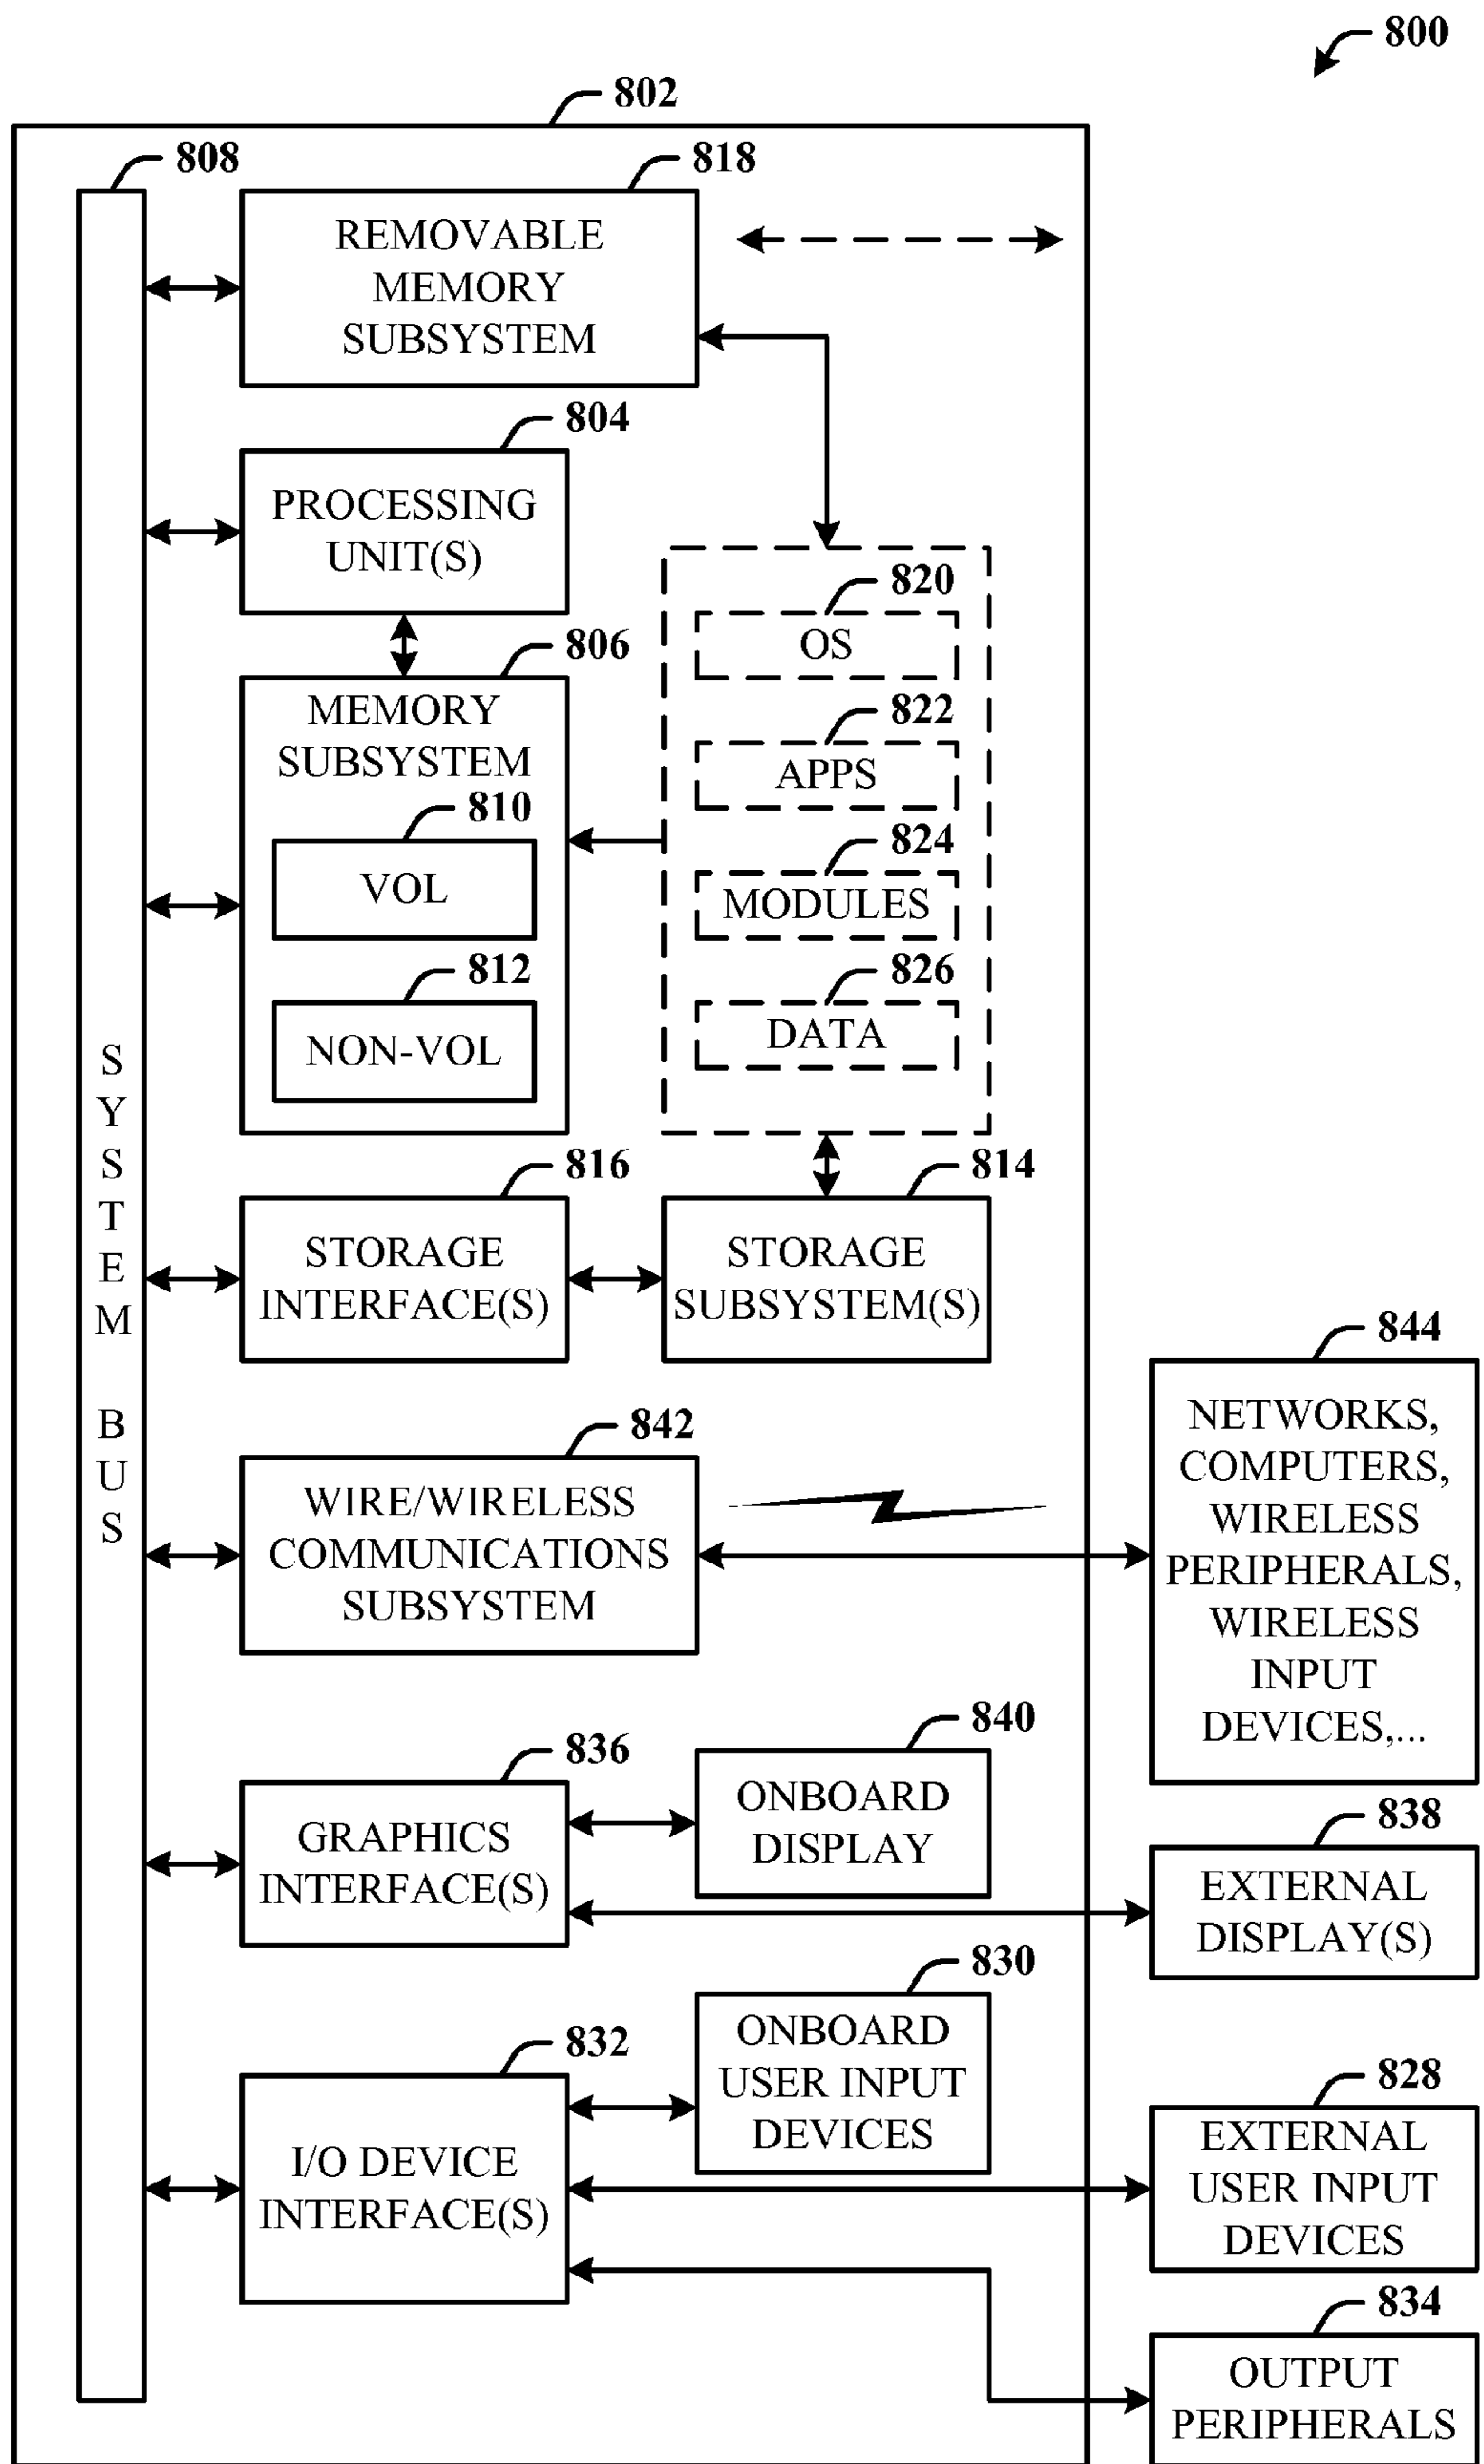 800
802
808
818
REMOVABLE
MEMORY
SUBSYSTEM
804
PROCESSING
UNIT(S)
806
MEMORY
SUBSYSTEM
810
VOL
812
NON-VOL
820
OS
822
APPS
824
MODULES
826
DATA
816
STORAGE
INTERFACE(S)
814
STORAGE
SUBSYSTEM(S)
SYSTEM BUS
842
WIRE/WIRELESS
COMMUNICATIONS
SUBSYSTEM
844
NETWORKS,
COMPUTERS,
WIRELESS
PERIPHERALS,
WIRELESS
INPUT
DEVICES,...
836
GRAPHICS
INTERFACE(S)
840
ONBOARD
DISPLAY
838
EXTERNAL
DISPLAY(S)
832
I/O DEVICE
INTERFACE(S)
830
ONBOARD
USER INPUT
DEVICES
828
EXTERNAL
USER INPUT
DEVICES
834
OUTPUT
PERIPHERALS